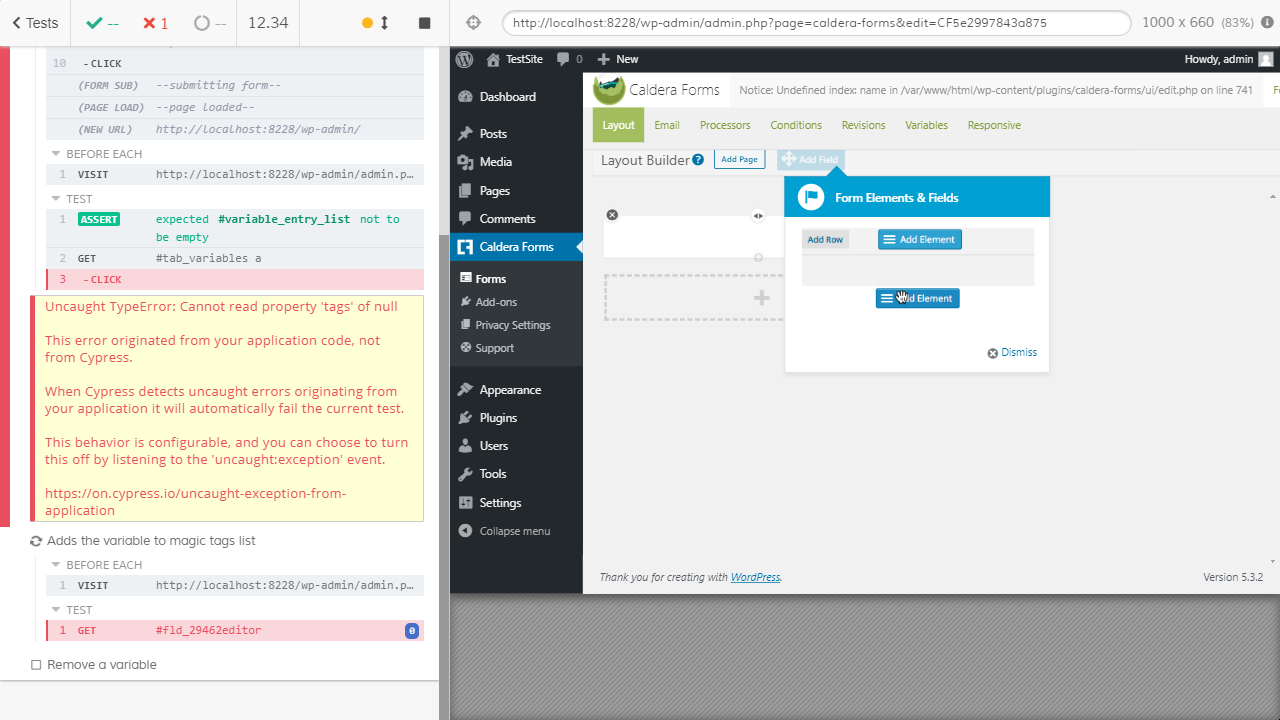 Tests
--
1
--
12.34
http://localhost:8228/wp-admin/admin.php?page=caldera-forms&edit=CF5e2997843a875
1000 x 660 (83%)
10 - CLICK
(FORM SUB) --submitting form--
(PAGE LOAD) --page loaded--
(NEW URL) http://localhost:8228/wp-admin/
BEFORE EACH
1 VISIT http://localhost:8228/wp-admin/admin.p...
TEST
1 ASSERT expected #variable_entry_list not to
be empty
2 GET #tab_variables a
3 - CLICK
Uncaught TypeError: Cannot read property 'tags' of null
This error originated from your application code, not
from Cypress.
When Cypress detects uncaught errors originating from
your application it will automatically fail the current test.
This behavior is configurable, and you can choose to turn
this off by listening to the 'uncaught:exception' event.
https://on.cypress.io/uncaught-exception-from-
application
Adds the variable to magic tags list
BEFORE EACH
1 VISIT http://localhost:8228/wp-admin/admin.p...
TEST
1 GET #fld_29462editor 0
Remove a variable
TestSite
0
New
Howdy, admin
Dashboard
Posts
Media
Pages
Comments
Caldera Forms
Forms
Add-ons
Privacy Settings
Support
Appearance
Plugins
Users
Tools
Settings
Collapse menu
Caldera Forms
Notice: Undefined index: name in /var/www/html/wp-content/plugins/caldera-forms/ui/edit.php on line 741
Layout
Email
Processors
Conditions
Revisions
Variables
Responsive
Layout Builder
Add Page
Add Field
Form Elements & Fields
Add Row
Add Element
Element
Dismiss
Thank you for creating with WordPress.
Version 5.3.2